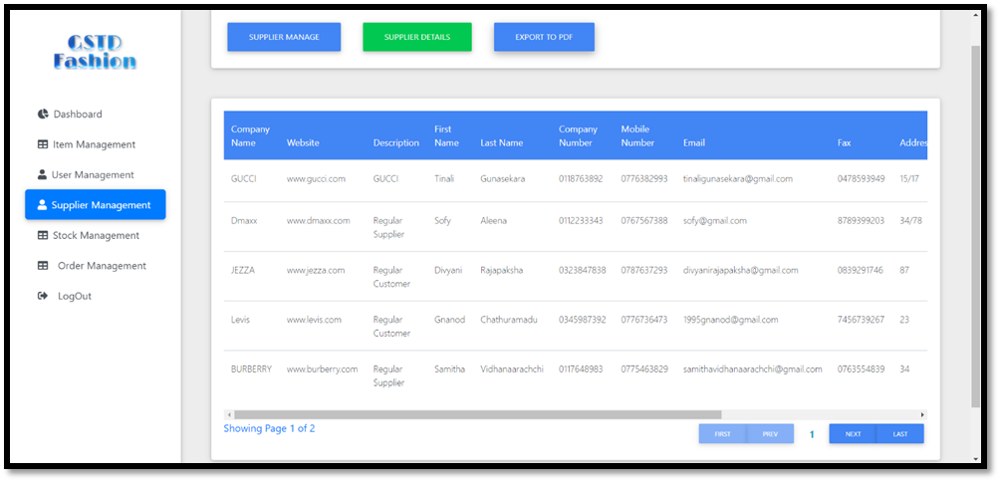 GSTD
Fashion
Dashboard
Item Management
User Management
Supplier Management
Stock Management
Order Management
LogOut
SUPPLIER MANAGE SUPPLIER DETAILS EXPORT TO PDF
Company Name Website Description First Name Last Name Company Number Mobile Number Email Fax Addres
GUCCI www.gucci.com GUCCI Tinali Gunasekara 0118763892 0776382993 tinaligunasekara@gmail.com 0478593949 15/17
Dmaxx www.dmaxx.com Regular Supplier Sofy Aleena 0112233343 0767567388 sofy@gmail.com 8789399203 34/78
JEZZA www.jezza.com Regular Customer Divyani Rajapaksha 0323847838 0787637293 divyanirajapaksha@gmail.com 0839291746 87
Levis www.levis.com Regular Customer Gnanod Chathuramadu 0345987392 0776736473 1995gnanod@gmail.com 7456739267 23
BURBERRY www.burberry.com Regular Supplier Samitha Vidhanaarachchi 0117648983 0775463829 samithavidhanaarachchi@gmail.com 0763554839 34
Showing Page 1 of 2 FIRST PREV 1 NEXT LAST